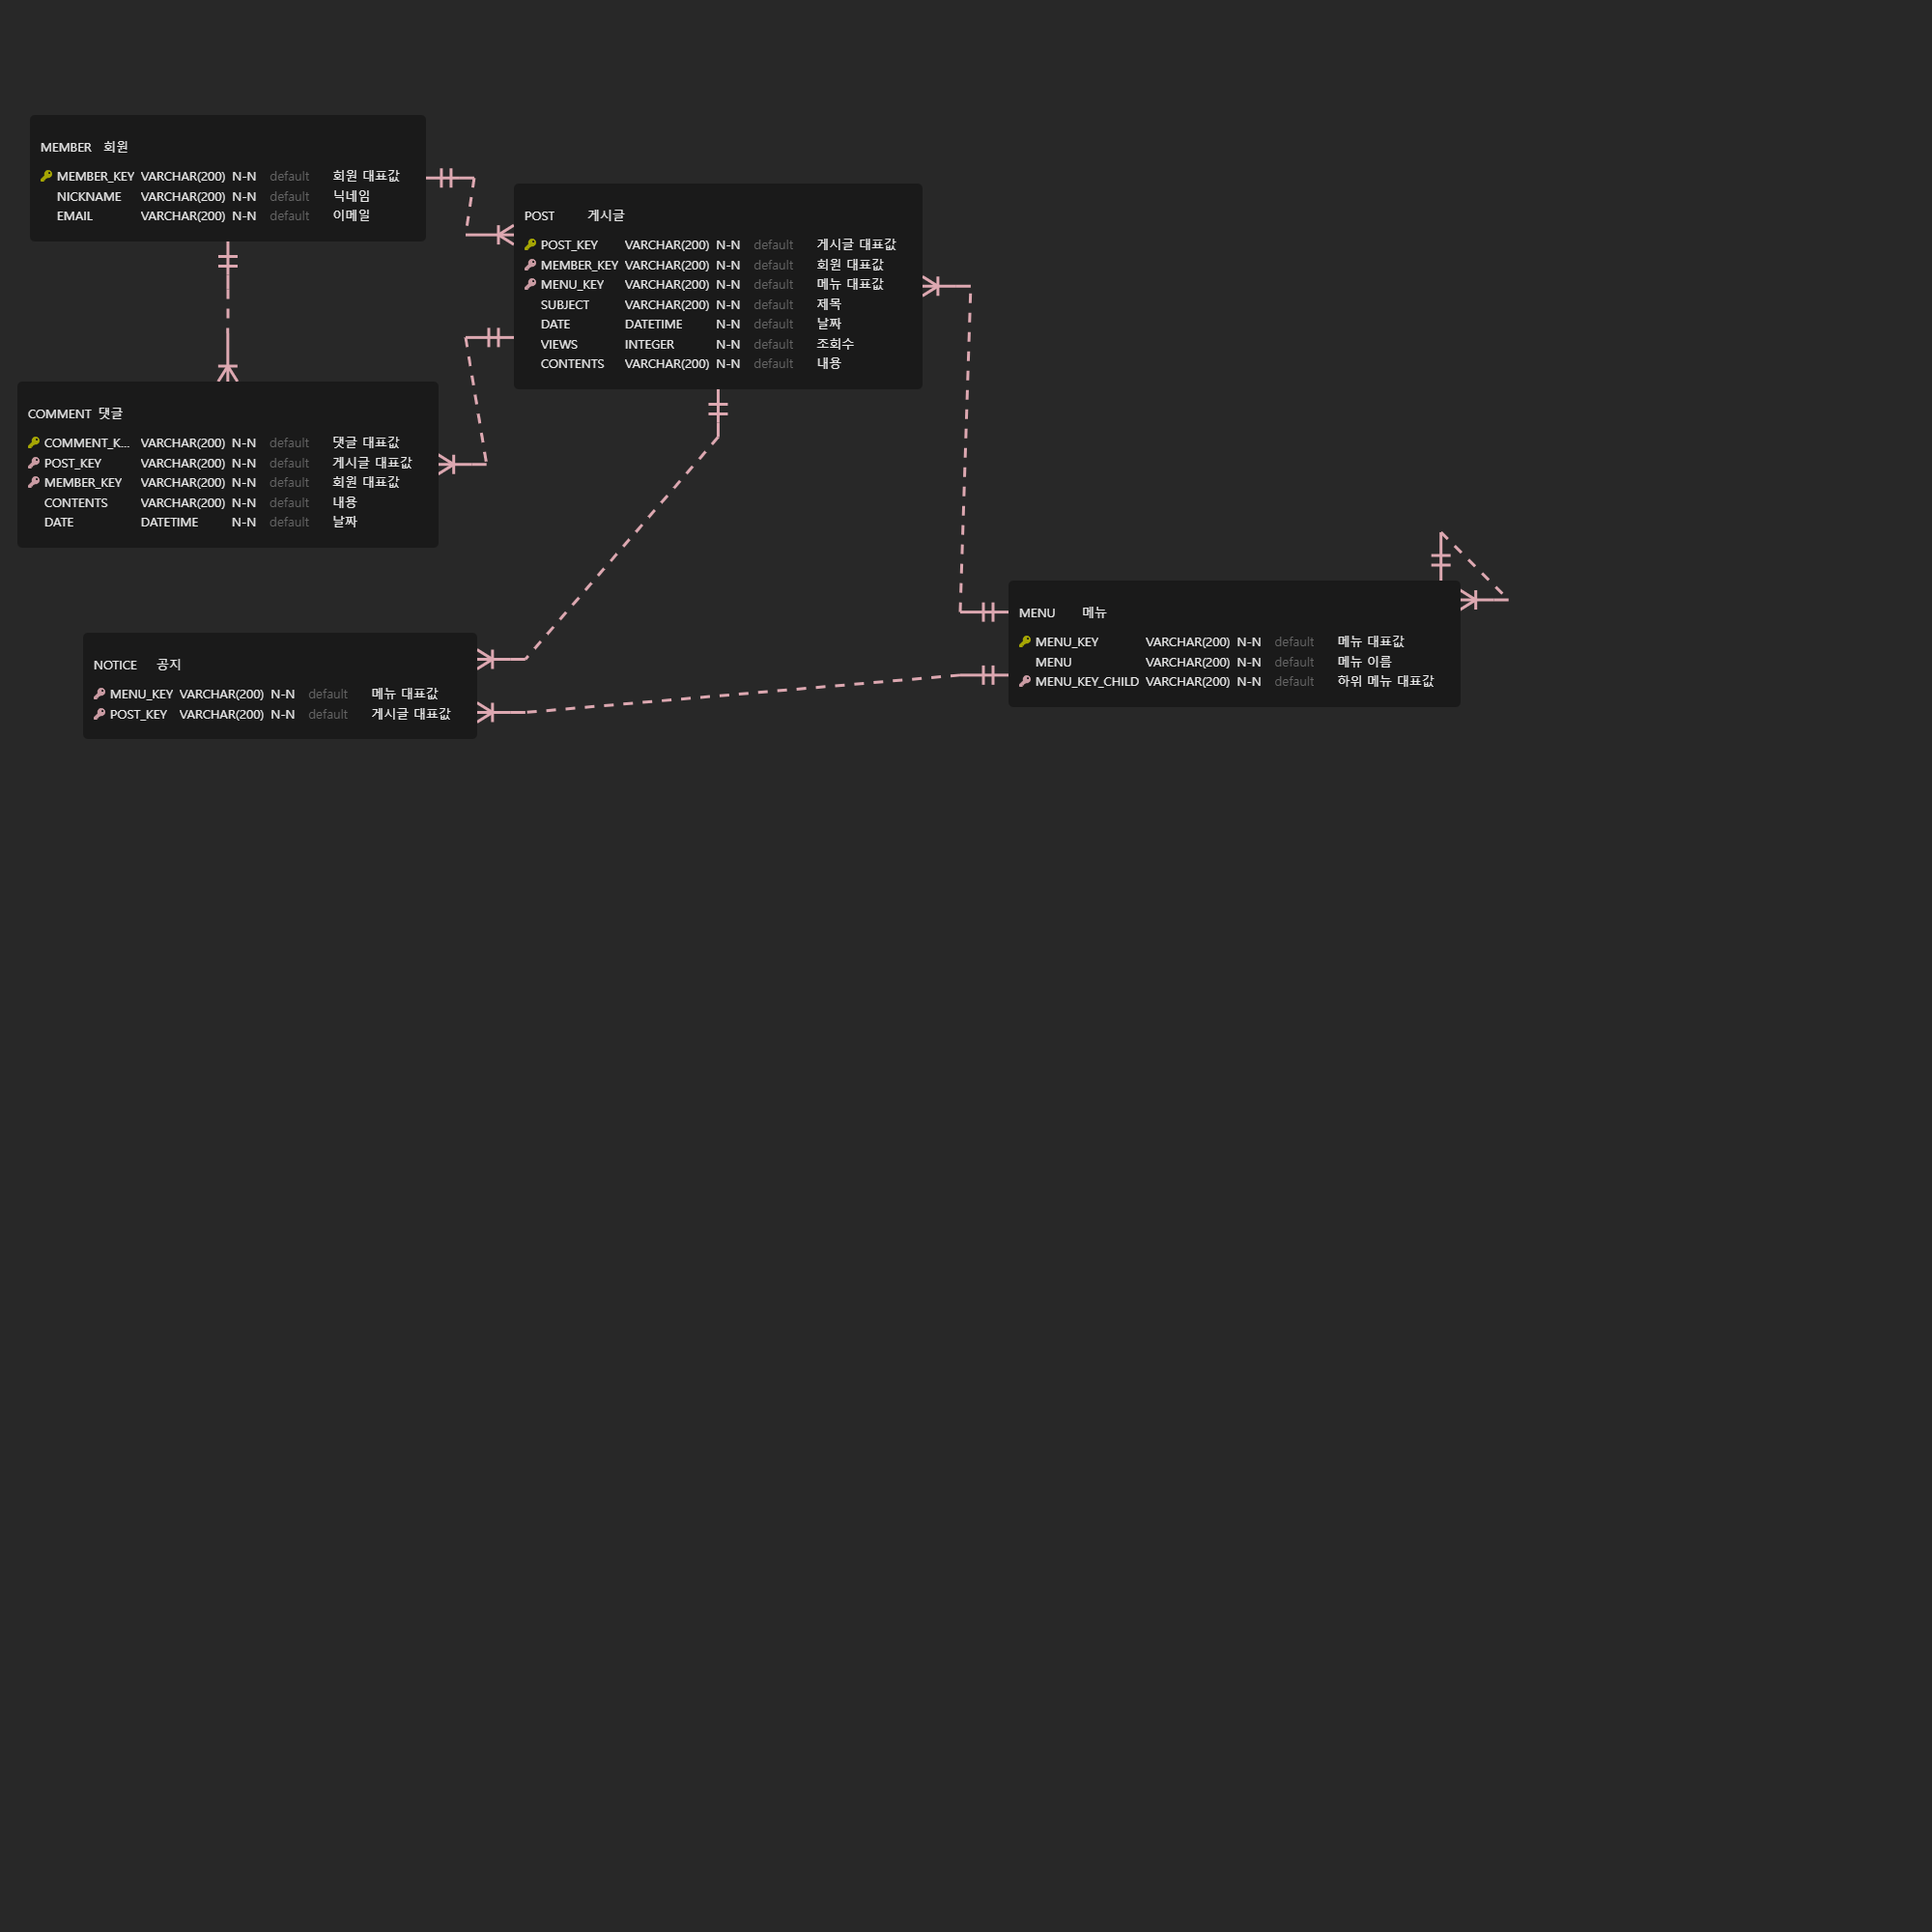 MEMBER 회원
MEMBER_KEY VARCHAR(200) N-N default 회원 대표값
NICKNAME VARCHAR(200) N-N default 닉네임
EMAIL VARCHAR(200) N-N default 이메일
POST 게시글
POST_KEY VARCHAR(200) N-N default 게시글 대표값
MEMBER_KEY VARCHAR(200) N-N default 회원 대표값
MENU_KEY VARCHAR(200) N-N default 메뉴 대표값
SUBJECT VARCHAR(200) N-N default 제목
DATE DATETIME N-N default 날짜
VIEWS INTEGER N-N default 조회수
CONTENTS VARCHAR(200) N-N default 내용
COMMENT 댓글
COMMENT_K... VARCHAR(200) N-N default 댓글 대표값
POST_KEY VARCHAR(200) N-N default 게시글 대표값
MEMBER_KEY VARCHAR(200) N-N default 회원 대표값
CONTENTS VARCHAR(200) N-N default 내용
DATE DATETIME N-N default 날짜
MENU 메뉴
MENU_KEY VARCHAR(200) N-N default 메뉴 대표값
MENU VARCHAR(200) N-N default 메뉴 이름
MENU_KEY_CHILD VARCHAR(200) N-N default 하위 메뉴 대표값
NOTICE 공지
MENU_KEY VARCHAR(200) N-N default 메뉴 대표값
POST_KEY VARCHAR(200) N-N default 게시글 대표값